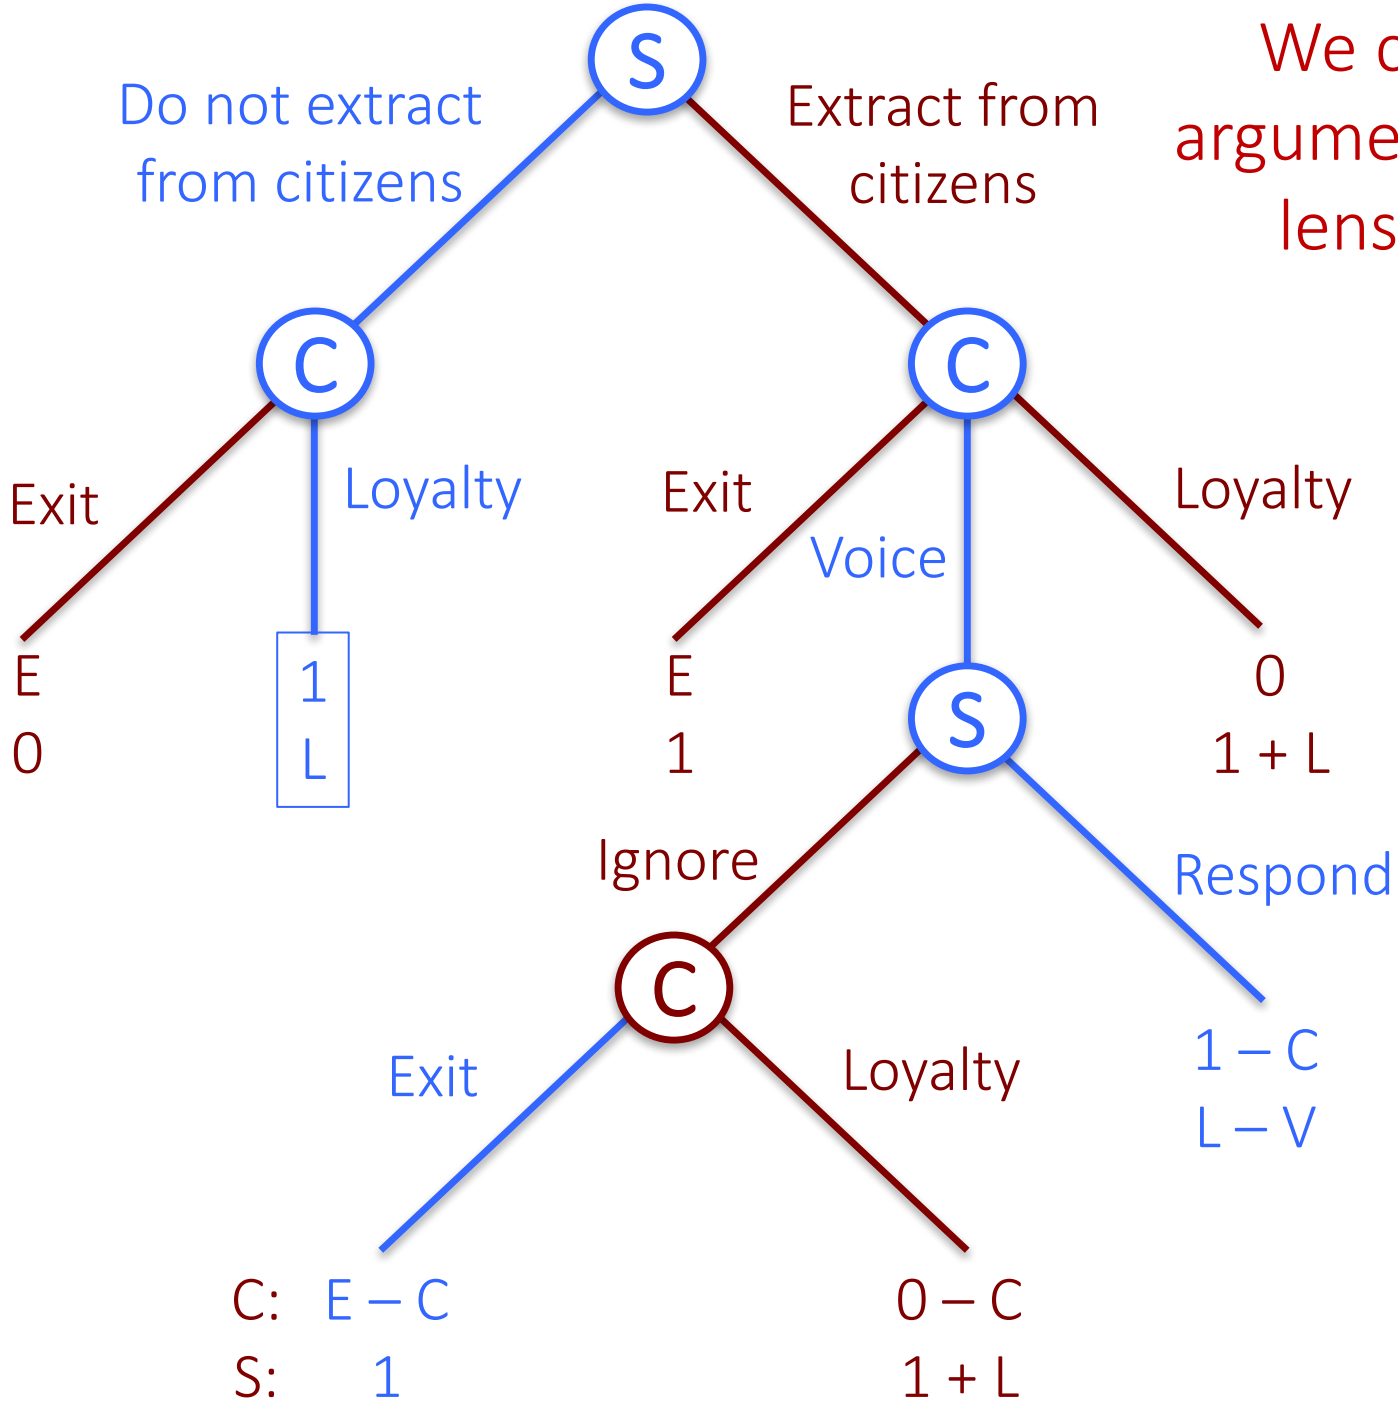 S
We
argume
lens
Do not extract
from citizens
Extract from
citizens
C
C
Exit
Loyalty
Exit
Voice
Loyalty
E
0
1
L
E
1
S
0
1 + L
Ignore
Respond
C
1 – C
L – V
Exit
Loyalty
C: E – C
S: 1
0 – C
1 + L